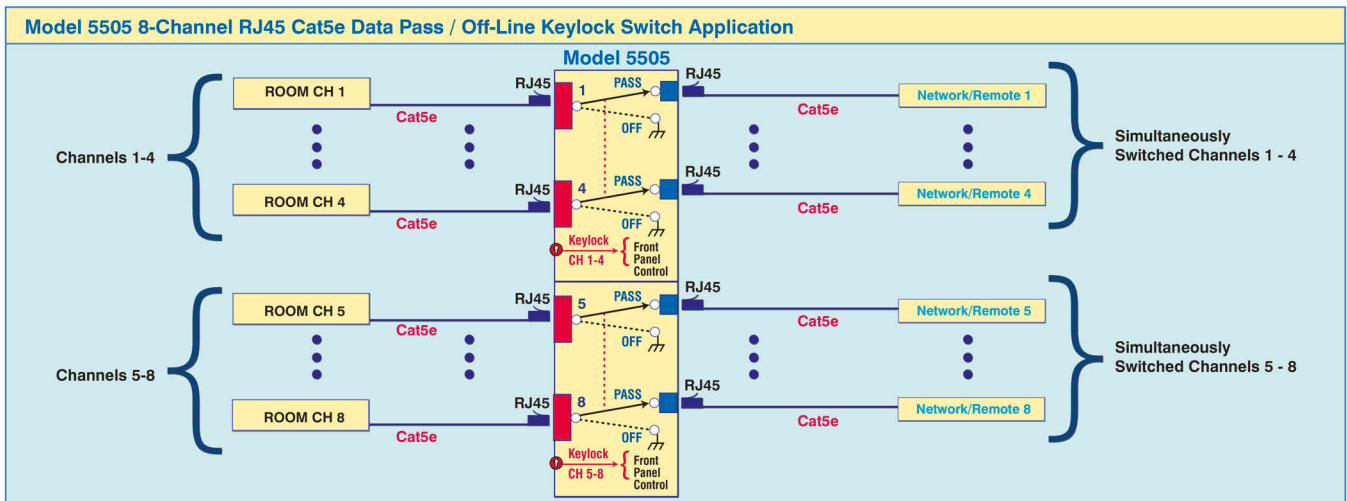 Model 5505 8-Channel RJ45 Cat5e Data Pass / Off-Line Keylock Switch Application
Model 5505
Channels 1-4
ROOM CH 1
Cat5e
RJ45
1
PASS
OFF
RJ45
Cat5e
Network/Remote 1
ROOM CH 4
Cat5e
RJ45
4
PASS
OFF
RJ45
Cat5e
Network/Remote 4
Simultaneously
Switched Channels 1 - 4
Keylock
CH 1-4
Front
Panel
Control
Channels 5-8
ROOM CH 5
Cat5e
RJ45
5
PASS
OFF
RJ45
Cat5e
Network/Remote 5
ROOM CH 8
Cat5e
RJ45
8
PASS
OFF
RJ45
Cat5e
Network/Remote 8
Simultaneously
Switched Channels 5 - 8
Keylock
CH 5-8
Front
Panel
Control